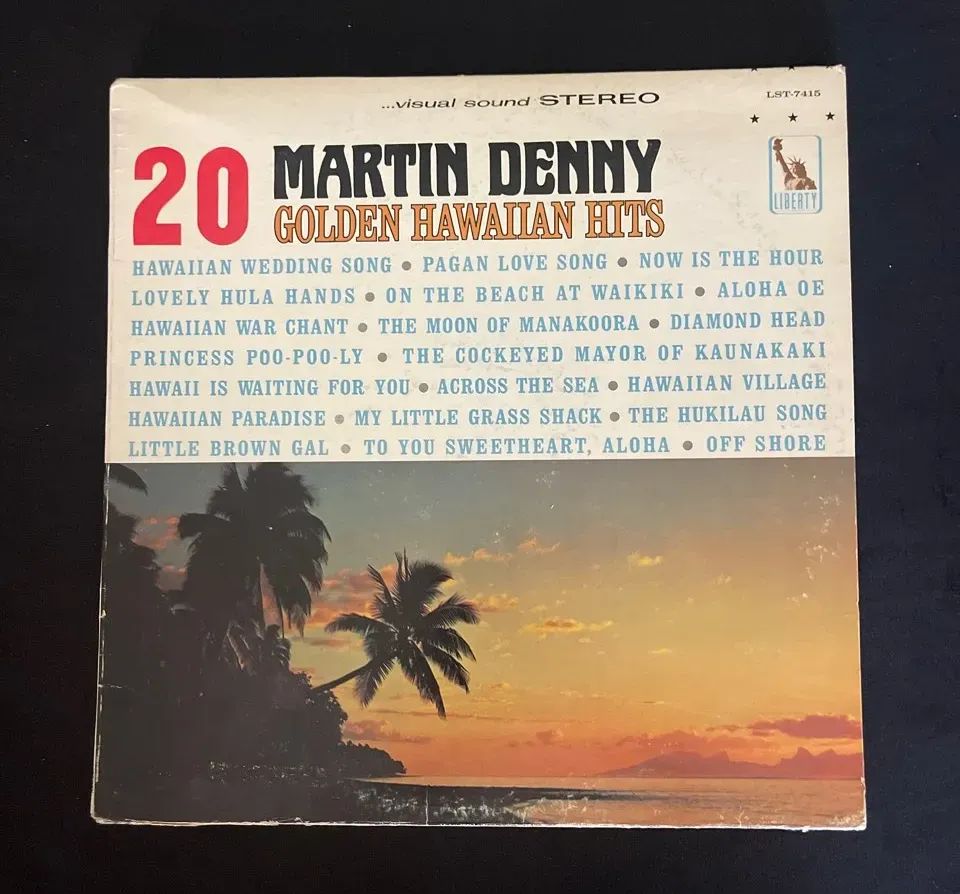 ...visual sound STEREO
LST-7415
20 MARTIN DENNY
GOLDEN HAWAIIAN HITS
LIBERTY
HAWAIIAN WEDDING SONG • PAGAN LOVE SONG • NOW IS THE HOUR
LOVELY HULA HANDS • ON THE BEACH AT WAIKIKI • ALOHA OE
HAWAIIAN WAR CHANT • THE MOON OF MANAKOORA • DIAMOND HEAD
PRINCESS POO-POO-LY • THE COCKEYED MAYOR OF KAUNAKAKI
HAWAII IS WAITING FOR YOU • ACROSS THE SEA • HAWAIIAN VILLAGE
HAWAIIAN PARADISE • MY LITTLE GRASS SHACK • THE HUKILAU SONG
LITTLE BROWN GAL • TO YOU SWEETHEART, ALOHA • OFF SHORE